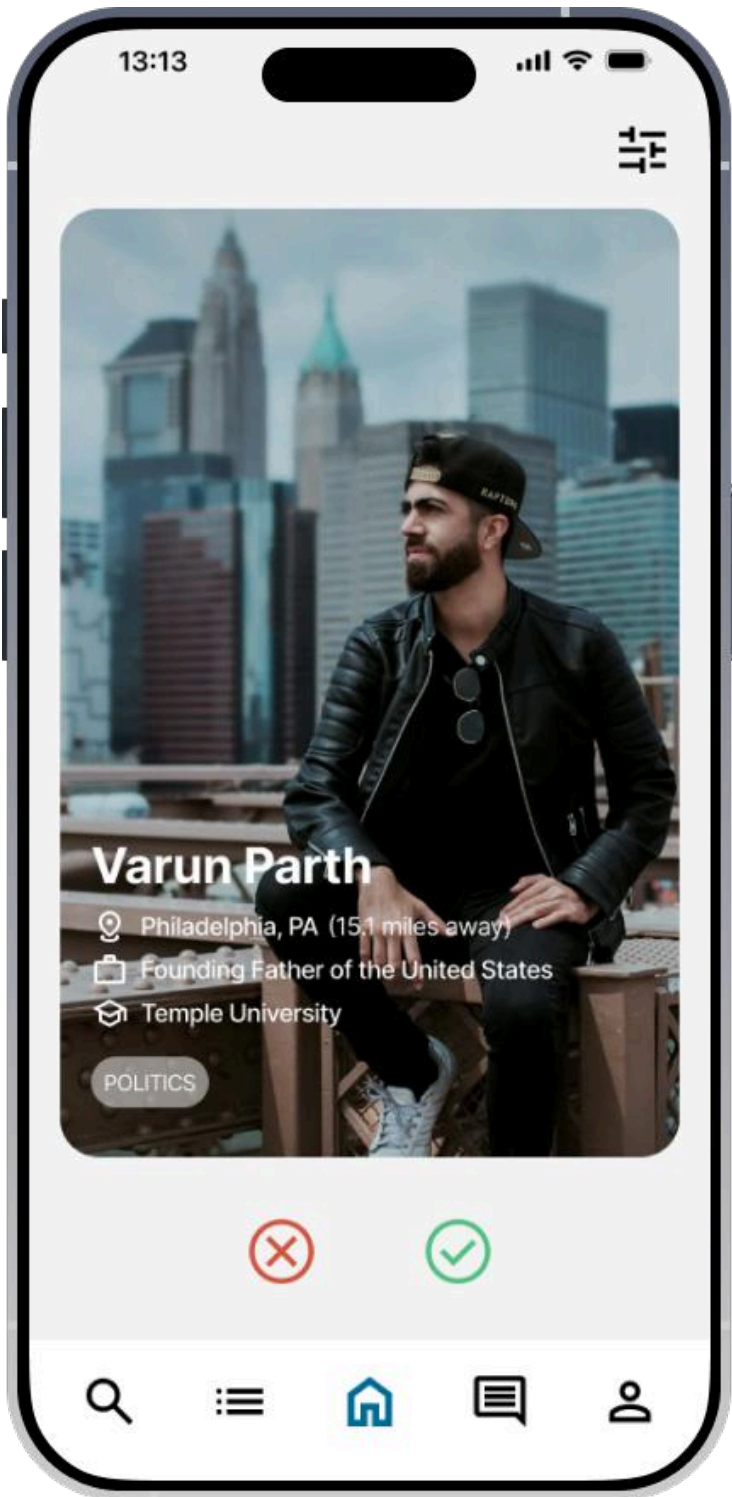 13:13
RAPTORS
Varun Parth
Philadelphia, PA (15.1 miles away)
Founding Father of the United States
Temple University
POLITICS